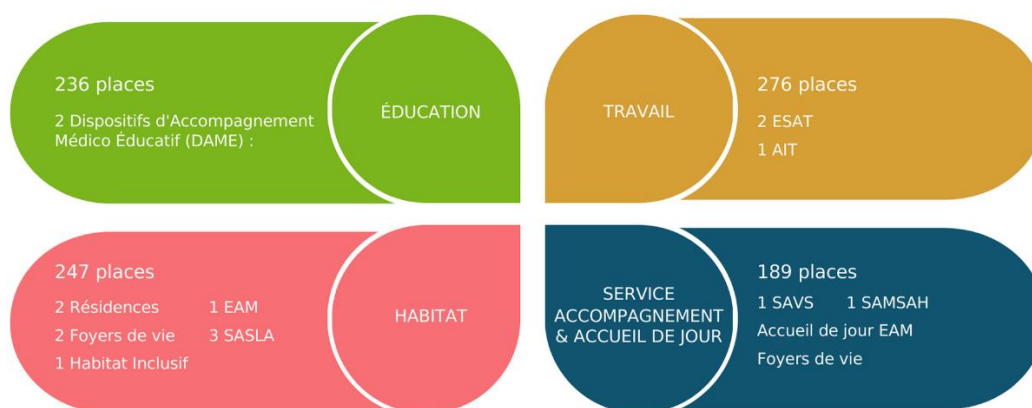 236 places
2 Dispositifs d'Accompagnement
Médico Éducatif (DAME) :
ÉDUCATION
TRAVAIL
276 places
2 ESAT
1 AIT
247 places
2 Résidences 1 EAM
2 Foyers de vie 3 SASLA
1 Habitat Inclusif
HABITAT
SERVICE
ACCOMPAGNEMENT
& ACCUEIL DE JOUR
189 places
1 SAVS 1 SAMSAH
Accueil de jour EAM
Foyers de vie